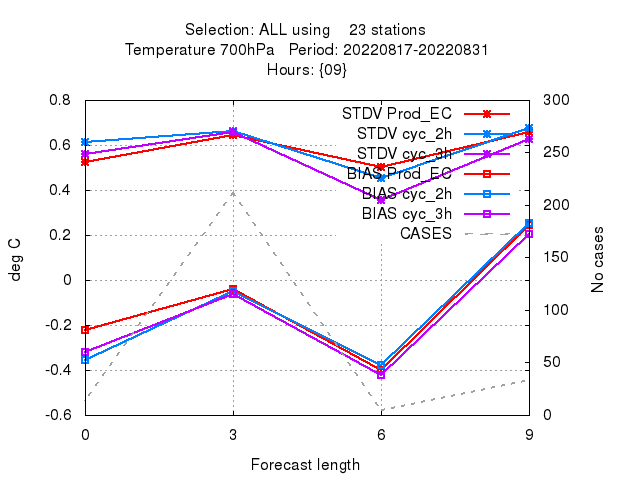 Selection: ALL using    23 stations
Temperature 700hPa   Period: 20220817-20220831
Hours: {09}
0.8
0.6
0.4
0.2
0
-0.2
-0.4
-0.6
deg C
300
250
200
150
100
50
0
No cases
STDV Prod_EC
STDV cyc_2h
STDV cyc_3h
BIAS Prod_EC
BIAS cyc_2h
BIAS cyc_3h
CASES
0 3 6 9
Forecast length